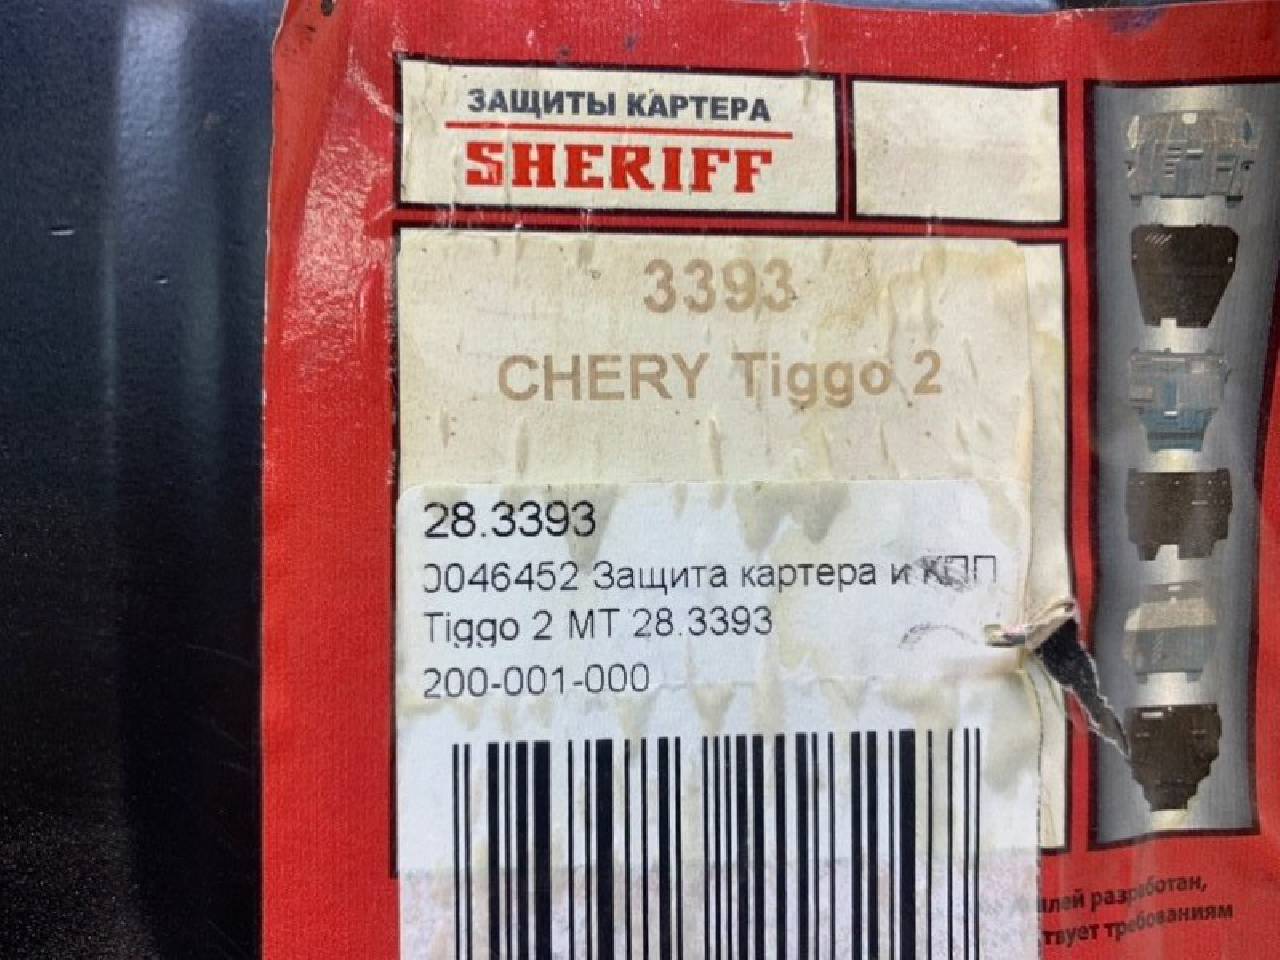 ЗАЩИТЫ КАРТЕРА
SHERIFF
3393
CHERY Tiggo 2
28.3393
0046452 Защита картера и КПП
Tiggo 2 МТ 28.3393
200-001-000
разработан,
требованиям